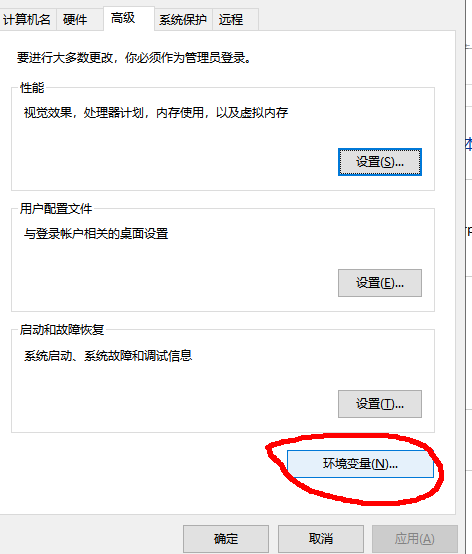 计算机名 硬件 高级 系统保护 远程
要进行大多数更改，你必须作为管理员登录。
性能
视觉效果，处理器计划，内存使用，以及虚拟内存
设置(S)...
用户配置文件
与登录帐户相关的桌面设置
设置(E)...
启动和故障恢复
系统启动、系统故障和调试信息
设置(T)...
环境变量(N)...
确定 取消 应用(A)